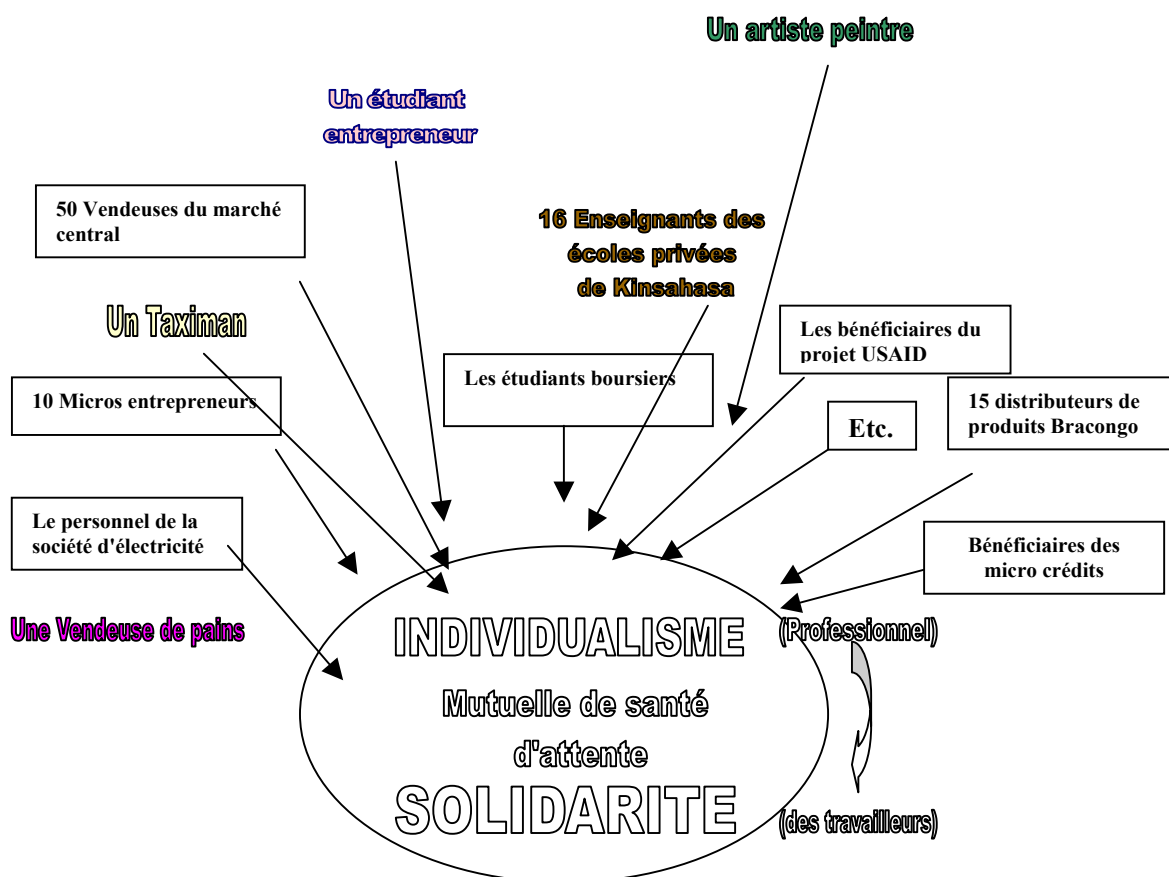 Un artiste peintre
Un étudiant
entrepreneur
50 Vendeuses du marché
central
16 Enseignants des
écoles privées
de Kinsahasa
Un Taximan
Les bénéficiaires du
projet USAID
Les étudiants boursiers
10 Micros entrepreneurs
15 distributeurs de
produits Bracongo
Etc.
Le personnel de la
société d'électricité
Bénéficiaires des
micro crédits
Une Vendeuse de pains
INDIVIDUALISME
(Professionnel)
Mutuelle de santé
d'attente
SOLIDARITE
(des travailleurs)